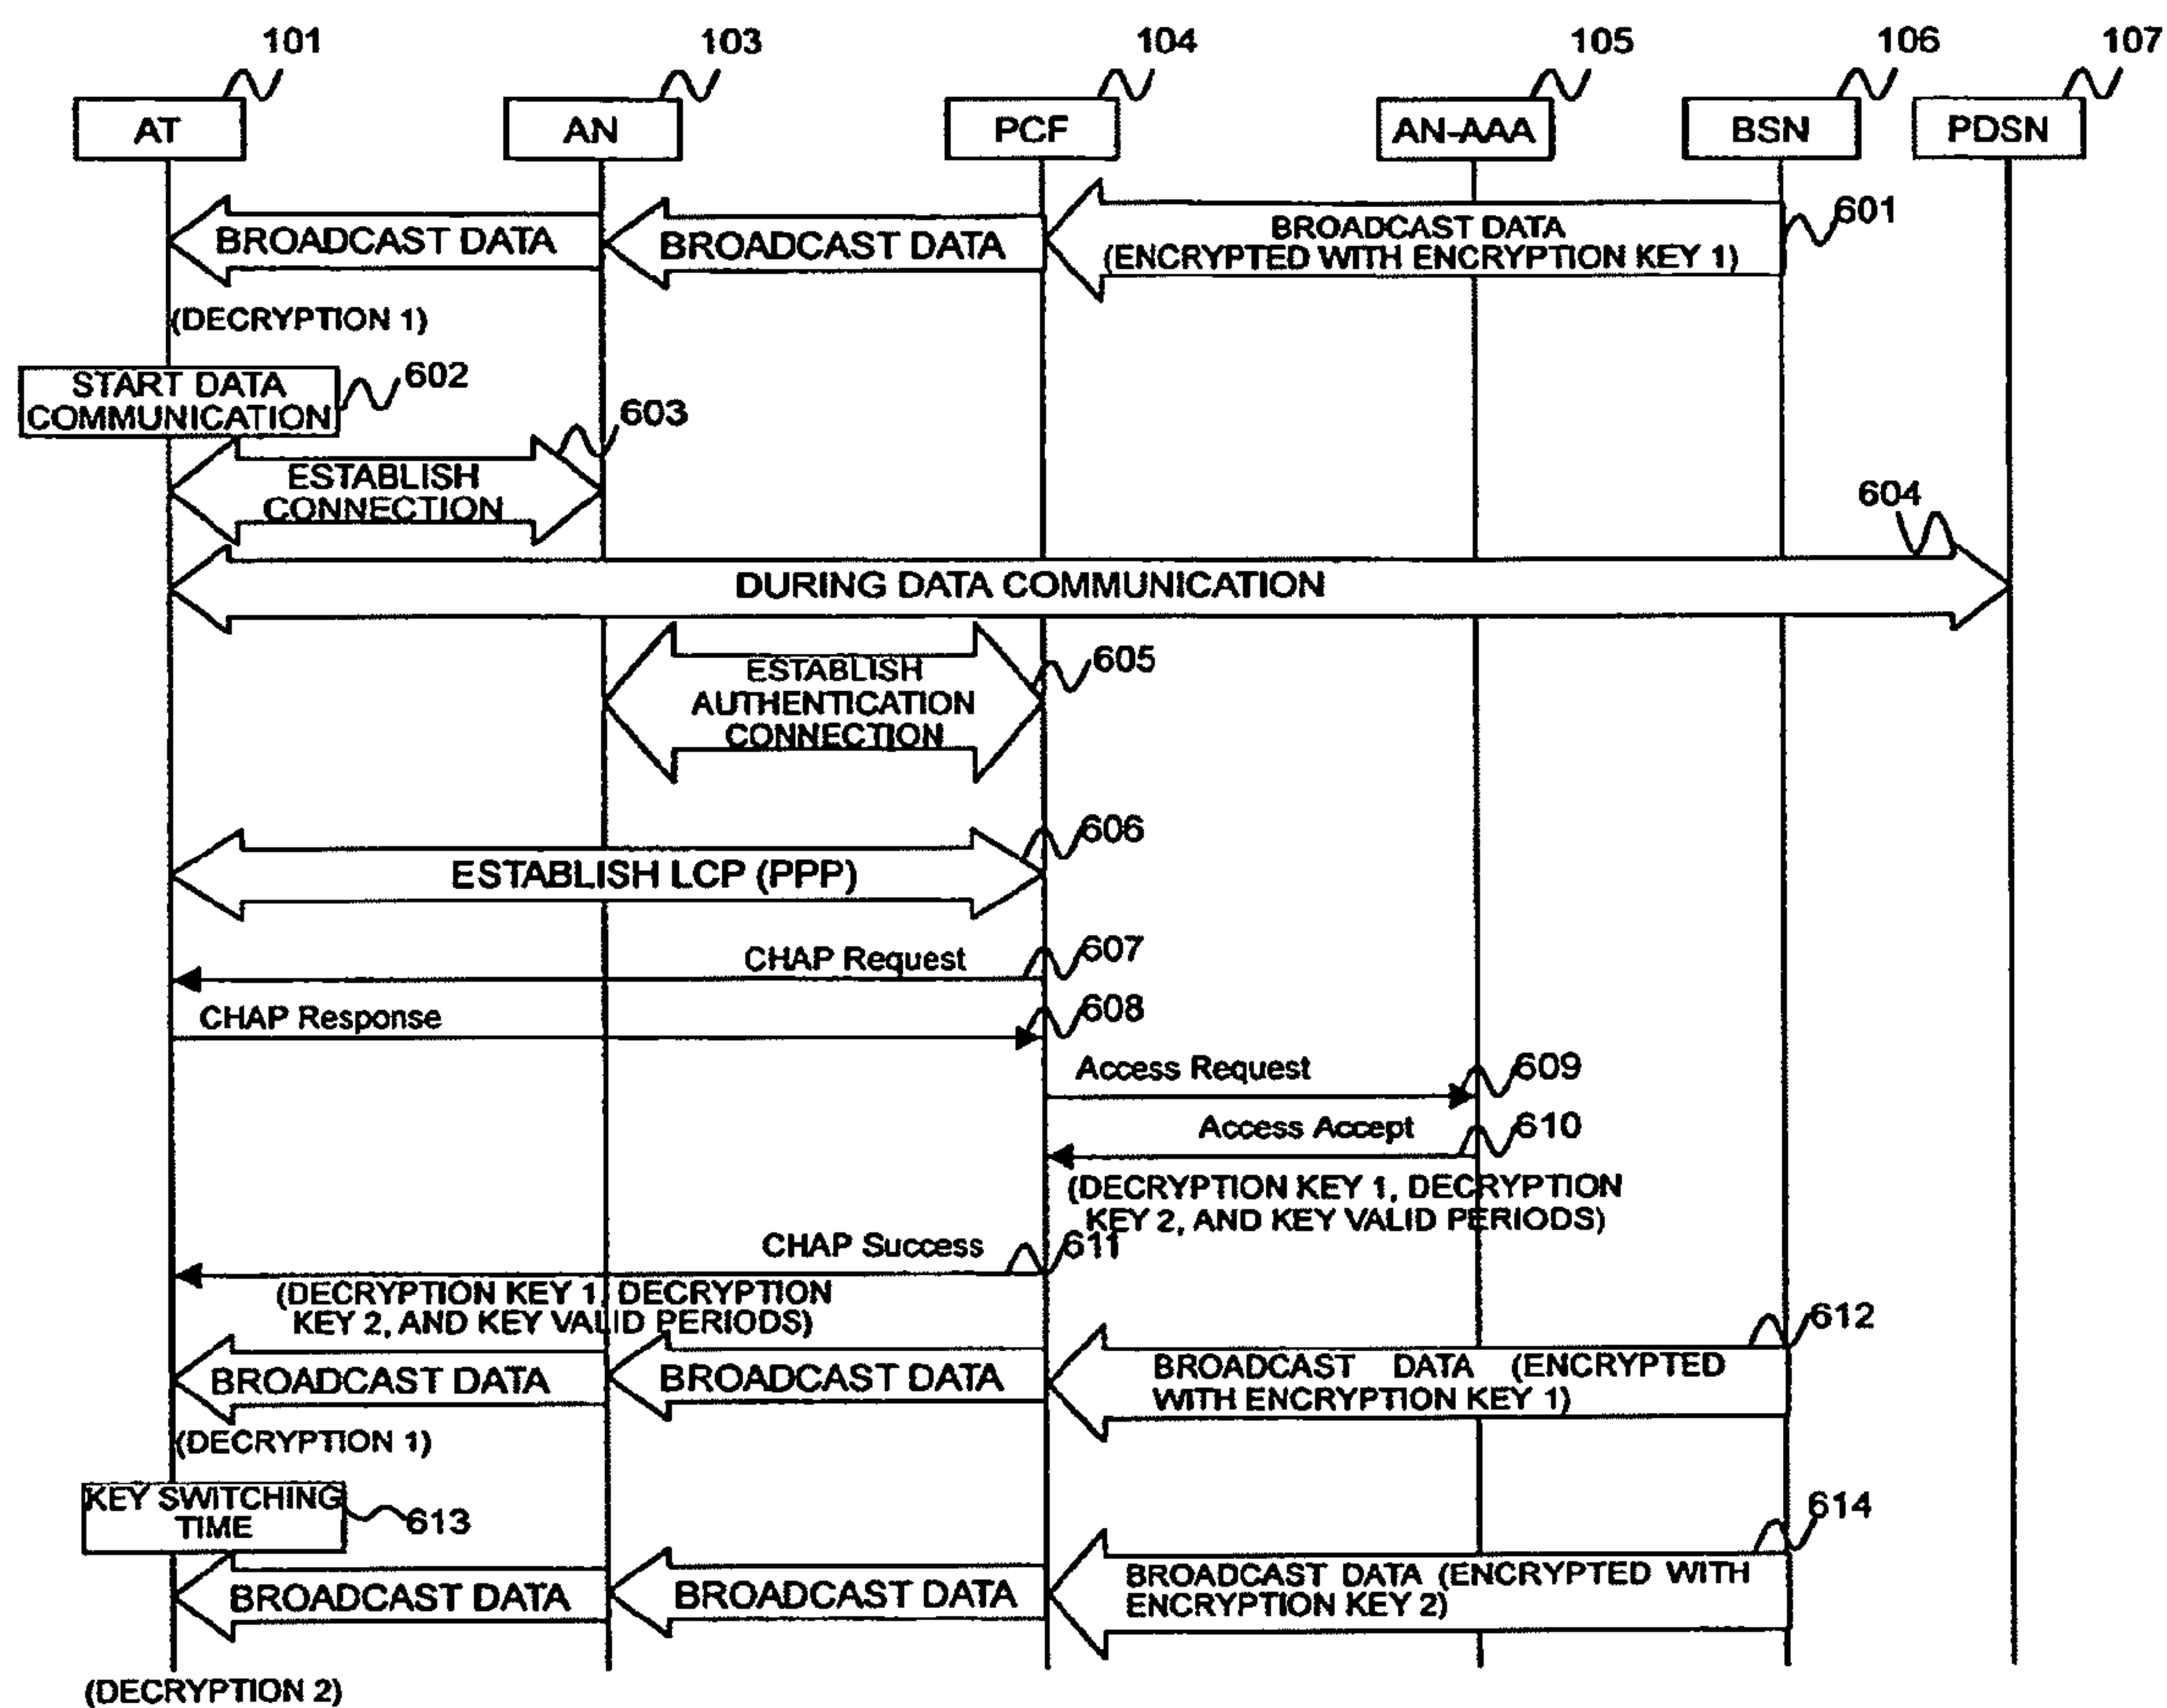 101
103
104
105
106
107
AT
AN
PCF
AN-AAA
BSN
PDSN
601
BROADCAST DATA
BROADCAST DATA
BROADCAST DATA
(ENCRYPTED WITH ENCRYPTION KEY 1)
(DECRYPTION 1)
START DATA
COMMUNICATION
602
603
ESTABLISH
CONNECTION
604
DURING DATA COMMUNICATION
ESTABLISH
AUTHENTICATION
CONNECTION
605
606
ESTABLISH LCP (PPP)
CHAP Request
607
CHAP Response
608
Access Request
609
Access Accept
610
(DECRYPTION KEY 1, DECRYPTION
KEY 2, AND KEY VALID PERIODS)
CHAP Success
611
(DECRYPTION KEY 1, DECRYPTION
KEY 2, AND KEY VALID PERIODS)
612
BROADCAST DATA
BROADCAST DATA
BROADCAST DATA (ENCRYPTED
WITH ENCRYPTION KEY 1)
(DECRYPTION 1)
KEY SWITCHING
TIME
613
614
BROADCAST DATA
BROADCAST DATA
BROADCAST DATA (ENCRYPTED WITH
ENCRYPTION KEY 2)
(DECRYPTION 2)